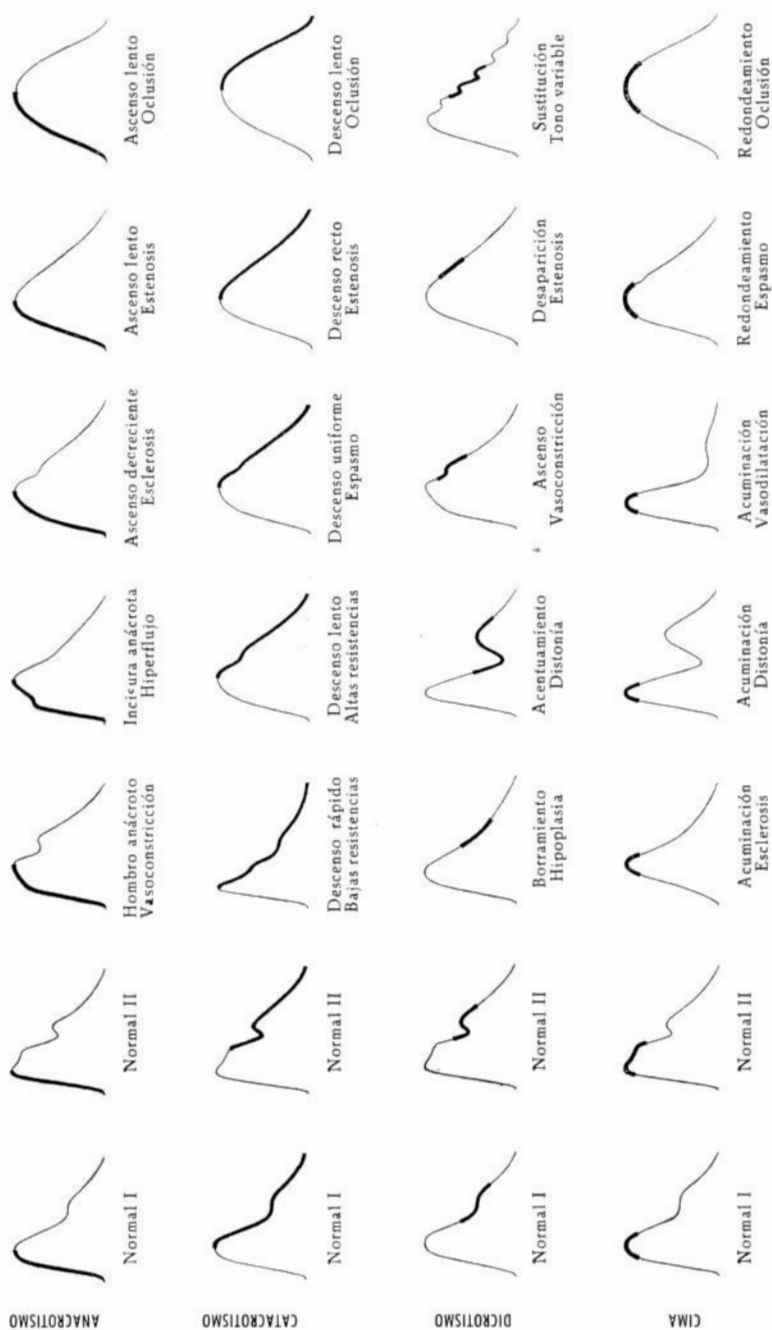 ANACROTISMO
Normal I
Normal II
Hombro anácroto
Vasoconstricción
Incisura anácrota
Hiperflujo
Ascenso decreciente
Esclerosis
Ascenso lento
Estenosis
Ascenso lento
Oclusión
CATACROTISMO
Normal I
Normal II
Descenso rápido
Bajas resistencias
Descenso lento
Altas resistencias
Descenso uniforme
Espasmo
Descenso recto
Estenosis
Descenso lento
Oclusión
DICROTISMO
Normal I
Normal II
Borramiento
Hipoplasia
Acentuamiento
Distonía
Ascenso
Vasoconstricción
Desaparición
Estenosis
Sustitución
Tono variable
CIMA
Normal I
Normal II
Acuminación
Esclerosis
Acuminación
Distonía
Acuminación
Vasodilatación
Redondeamiento
Espasmo
Redondeamiento
Oclusión